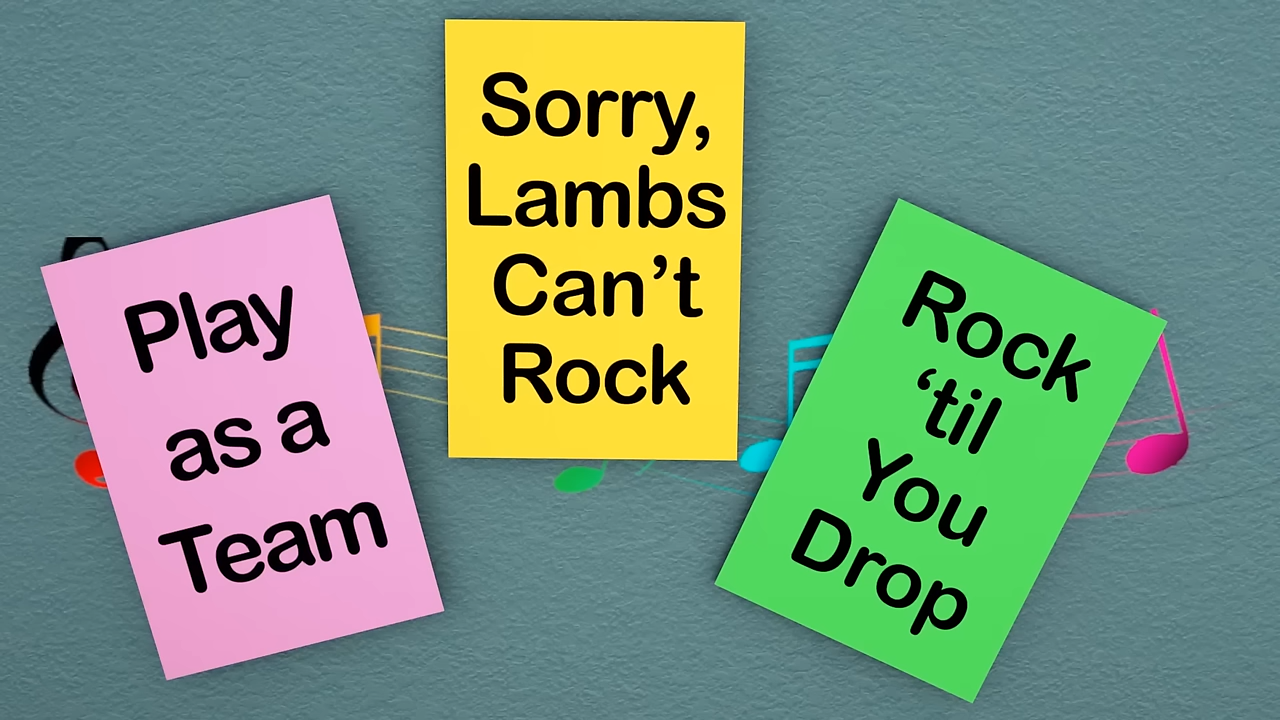 Play
as a
Team
Sorry,
Lambs
Can’t
Rock
Rock
‘til
You
Drop